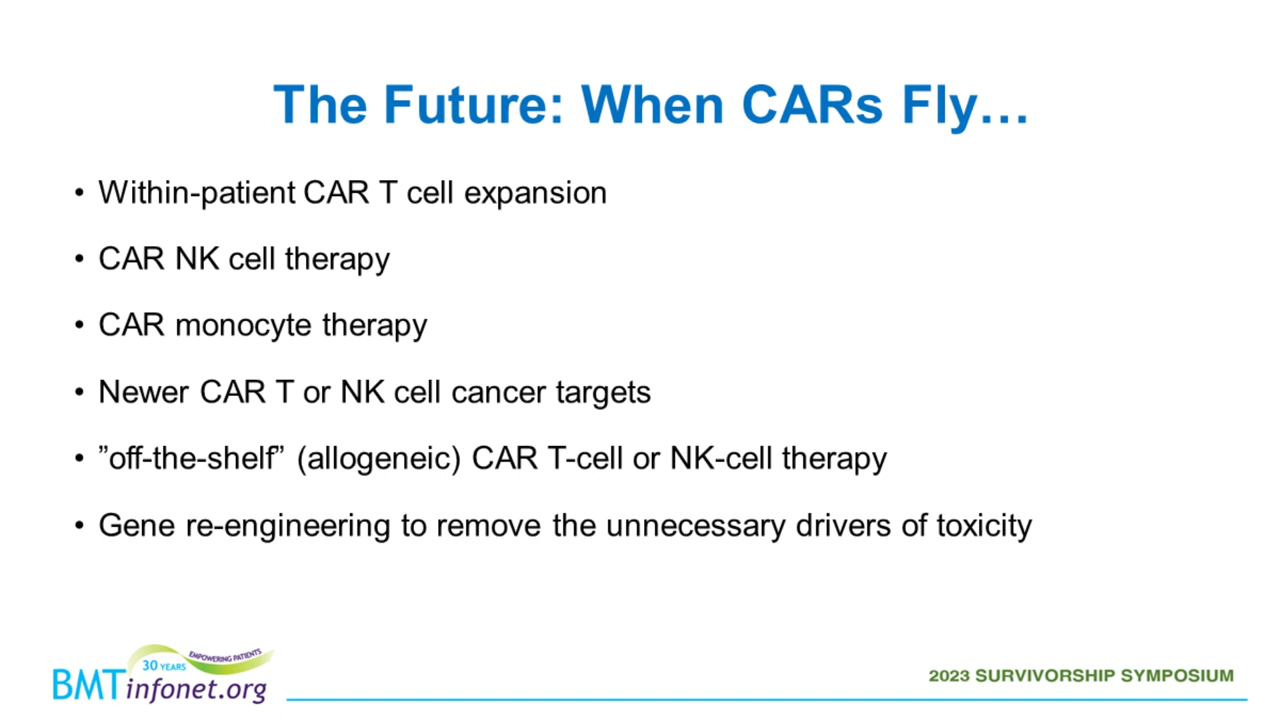 The Future: When CARs Fly…
• Within-patient CAR T cell expansion
• CAR NK cell therapy
• CAR monocyte therapy
• Newer CAR T or NK cell cancer targets
• ”off-the-shelf” (allogeneic) CAR T-cell or NK-cell therapy
• Gene re-engineering to remove the unnecessary drivers of toxicity
30 YEARS EMPOWERING PATIENTS
BMTinfonet.org
2023 SURVIVORSHIP SYMPOSIUM